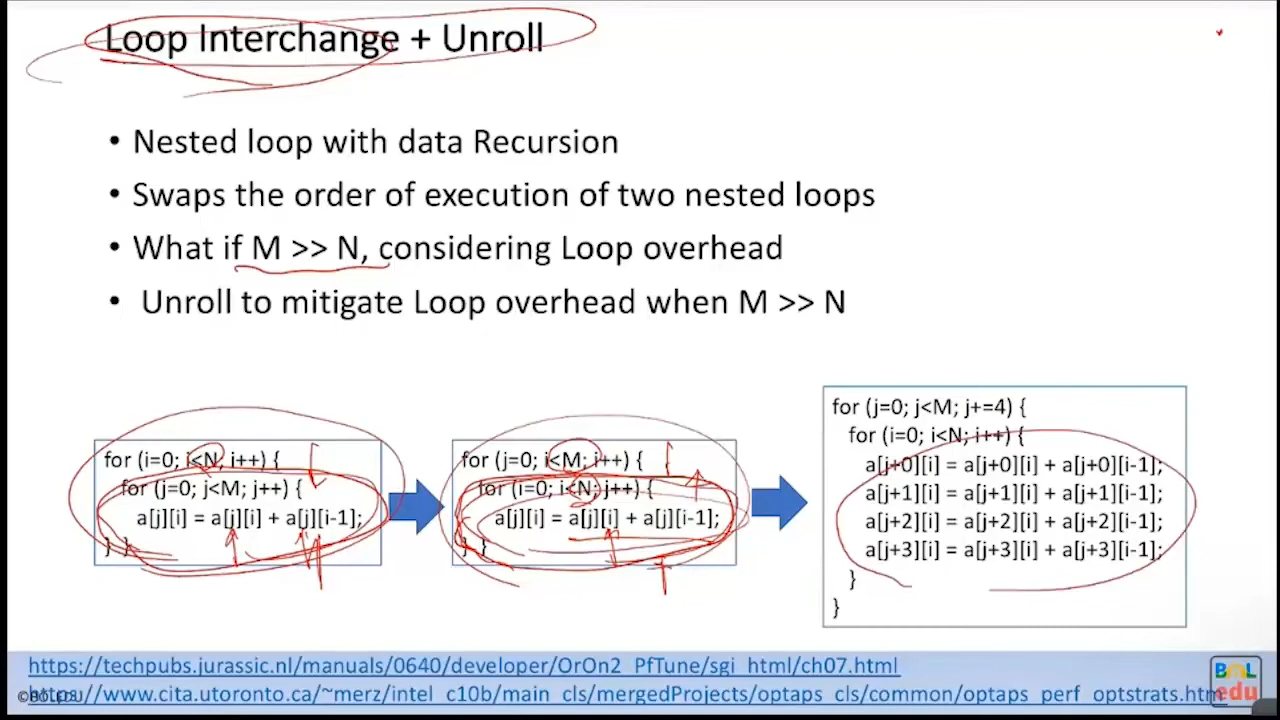 Loop Interchange + Unroll
• Nested loop with data Recursion
• Swaps the order of execution of two nested loops
• What if M >> N, considering Loop overhead
• Unroll to mitigate Loop overhead when M >> N
for (i=0; i<N, i++) {
for (j=0; j<M; j++) {
a[j][i] = a[j][i] + a[j][i-1];
} }
for (j=0; i<M; i++) {
for (i=0; i<N; j++) {
a[j][i] = a[j][i] + a[j][i-1];
} }
for (j=0; j<M; j+=4) {
for (i=0; i<N; i++) {
a[j+0][i] = a[j+0][i] + a[j+0][i-1];
a[j+1][i] = a[j+1][i] + a[j+1][i-1];
a[j+2][i] = a[j+2][i] + a[j+2][i-1];
a[j+3][i] = a[j+3][i] + a[j+3][i-1];
}
}
https://techpubs.jurassic.nl/manuals/0640/developer/OrOn2_PfTune/sgi_html/ch07.html
https://www.cita.utoronto.ca/~merz/intel_c10b/main_cls/mergedProjects/optaps_cls/common/optaps_perf_optstrats.htm
BOL
edu